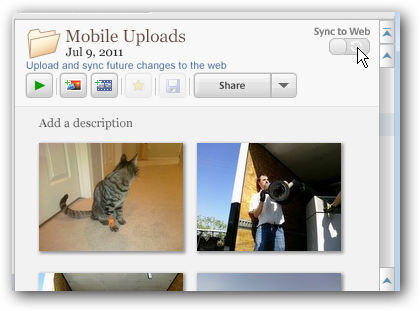 Mobile Uploads
Sync to Web
Jul 9, 2011
Upload and sync future changes to the web
Share
Add a description